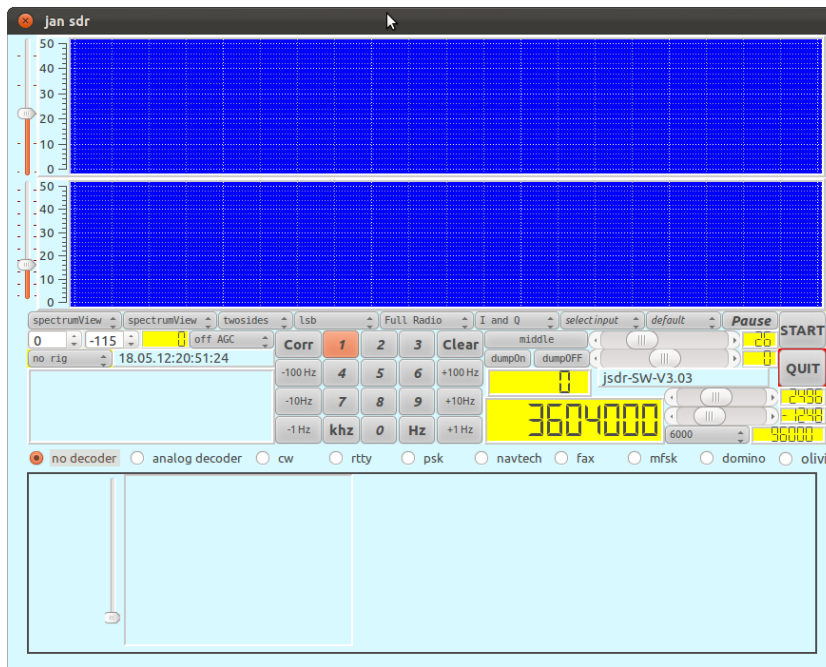 jan sdr
50
40
30
20
10
0
50
40
30
20
10
0
spectrumView spectrumView twosides lsb Full Radio I and Q select input default Pause START
0 -115 0 off AGC Corr 1 2 3 Clear middle 26
no rig 18.05.12:20:51:24 dumpOn dumpOFF 0 QUIT
-100 Hz 4 5 6 +100 Hz 0 jsdr-SW-V3.03
-10Hz 7 8 9 +10Hz 3604000 2496
-1248
-1 Hz khz 0 Hz +1 Hz 6000 96000
no decoder analog decoder cw rtty psk navtech fax mfsk domino olivi